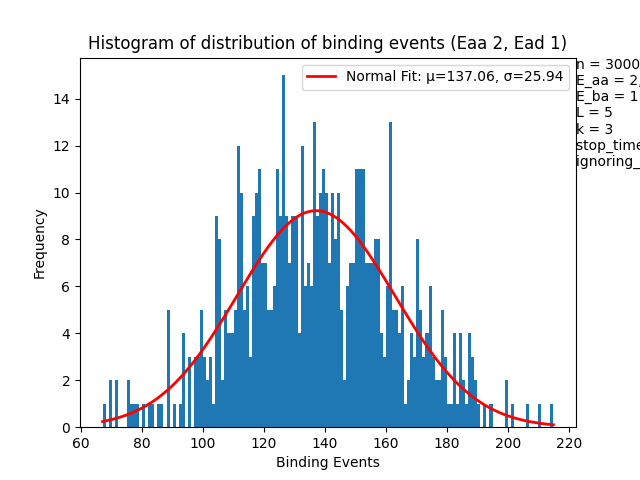 Histogram of distribution of binding events (Eaa 2, Ead 1)
Normal Fit: μ=137.06, σ=25.94
n = 3000
E_aa = 2,
E_ba = 1
L = 5
k = 3
stop_time
ignoring_
Frequency
14
12
10
8
6
4
2
0
60 80 100 120 140 160 180 200 220
Binding Events